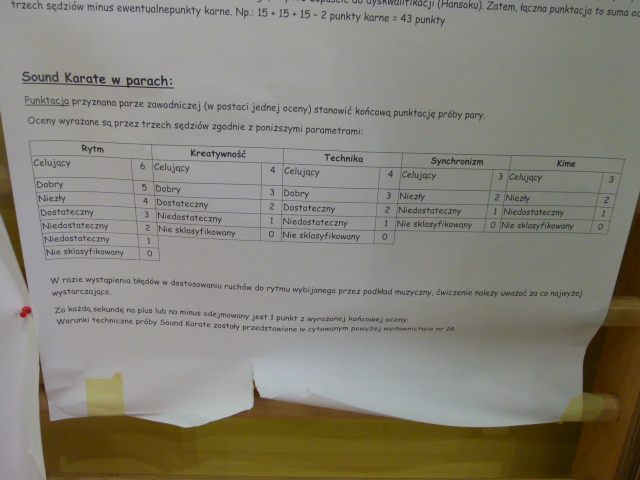 do dyskwalifikacji (Hansoku). Zatem, łączna punktacja to suma oc
trzech sędziów minus ewentualnepunkty karne. Np.: 15 + 15 + 15 - 2 punkty karne = 43 punkty
Sound Karate w parach:
Punktacja przyznana parze zawodniczej (w postaci jednej oceny) stanowić końcową punktację próby pary.
Oceny wyrażane są przez trzech sędziów zgodnie z poniższymi parametrami:
Rytm Kreatywność Technika Synchronizm Kime
Celujący 6 Celujący 4 Celujący 4 Celujący 3 Celujący 3
Dobry 5 Dobry 3 Dobry 3 Niezły 2 Niezły 2
Niezły 4 Dostateczny 2 Dostateczny 2 Niedostateczny 1 Niedostateczny 1
Dostateczny 3 Niedostateczny 1 Niedostateczny 1 Nie sklasyfikowany 0 Nie sklasyfikowany 0
Niedostateczny 2 Nie sklasyfikowany 0 Nie sklasyfikowany 0
Niedostateczny 1
Nie sklasyfikowany 0
W razie wystąpienia błędów w dostosowaniu ruchów do rytmu wybijanego przez podkład muzyczny, ćwiczenie należy uważać za co najwyżej
wystarczające.
Za każdą sekundę na plus lub na minus odejmowany jest 1 punkt z wyrażonej końcowej oceny.
Warunki techniczne próby Sound Karate zostały przedstawione w cytowanym powyżej wydawnictwie nr 28.